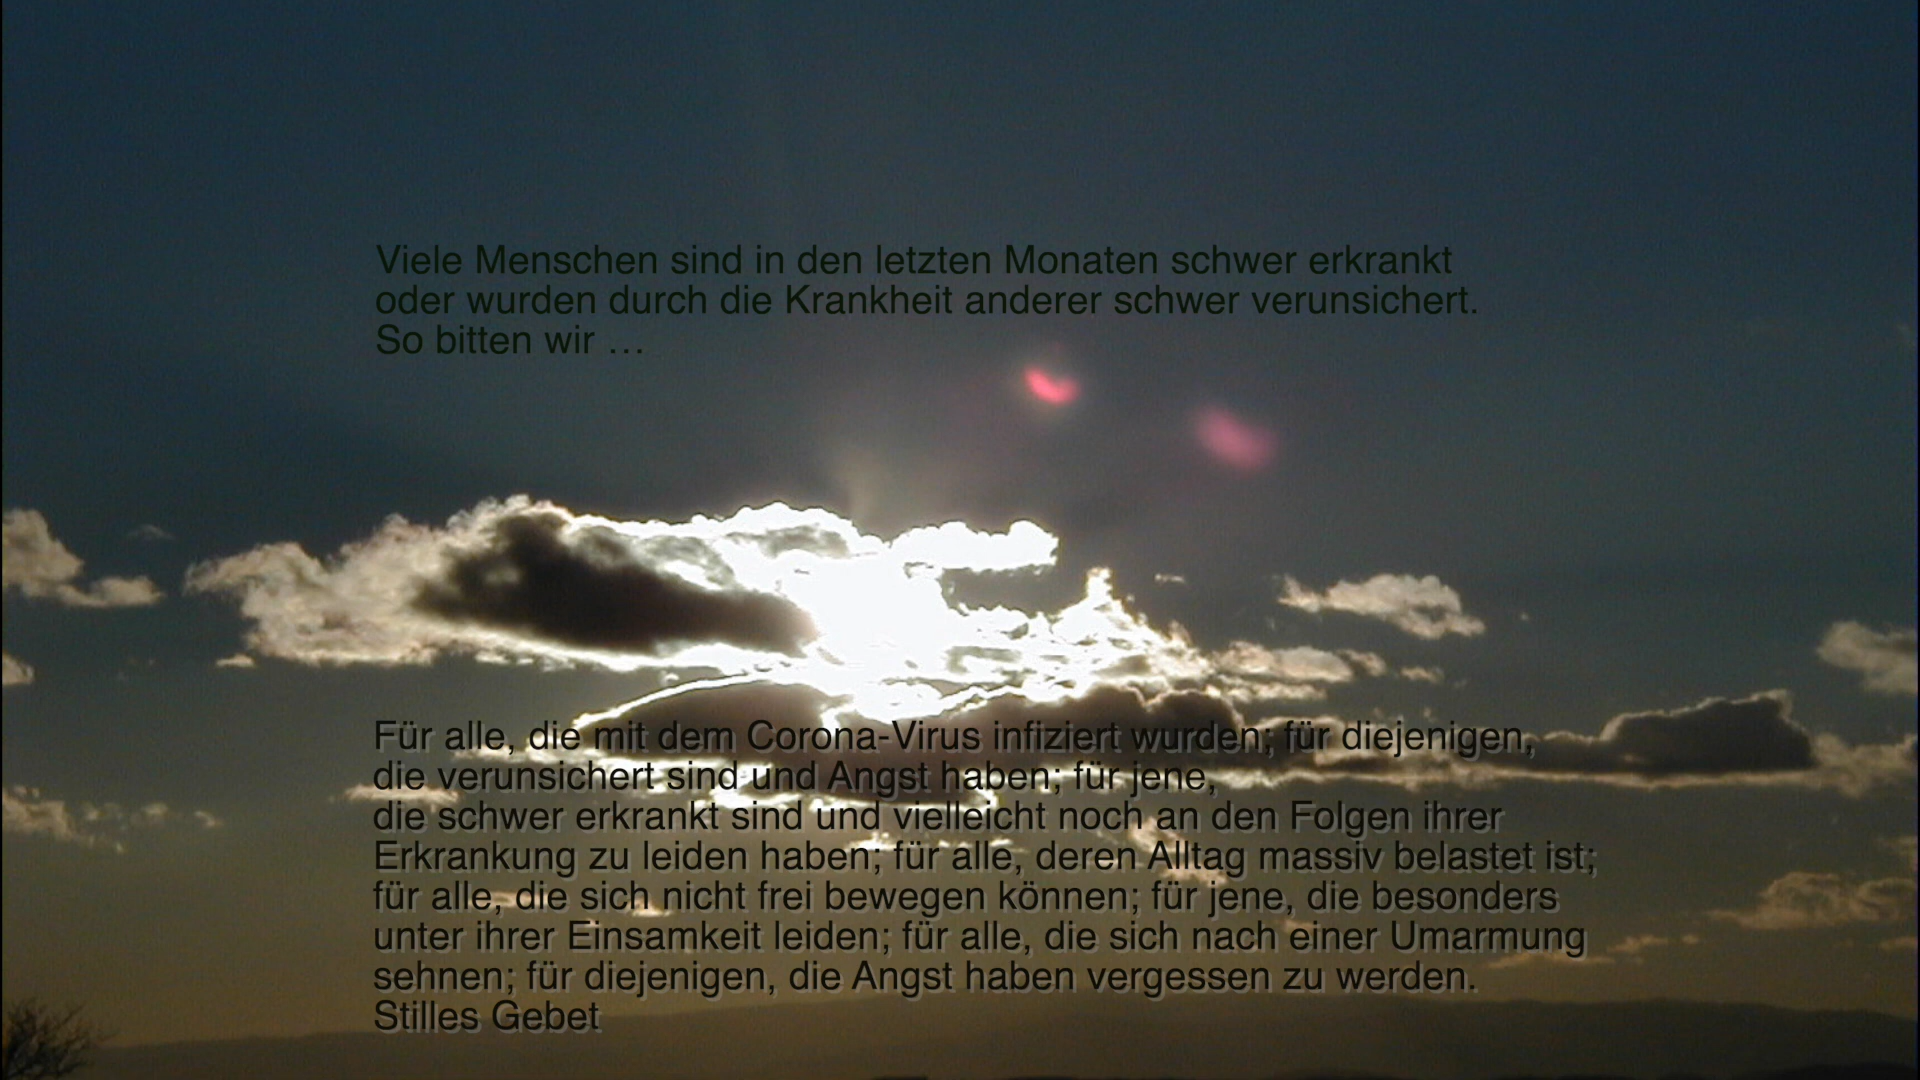 Viele Menschen sind in den letzten Monaten schwer erkrankt
oder wurden durch die Krankheit anderer schwer verunsichert.
So bitten wir …
Für alle, die mit dem Corona-Virus infiziert wurden; für diejenigen,
die verunsichert sind und Angst haben; für jene,
die schwer erkrankt sind und vielleicht noch an den Folgen ihrer
Erkrankung zu leiden haben; für alle, deren Alltag massiv belastet ist;
für alle, die sich nicht frei bewegen können; für jene, die besonders
unter ihrer Einsamkeit leiden; für alle, die sich nach einer Umarmung
sehnen; für diejenigen, die Angst haben vergessen zu werden.
Stilles Gebet